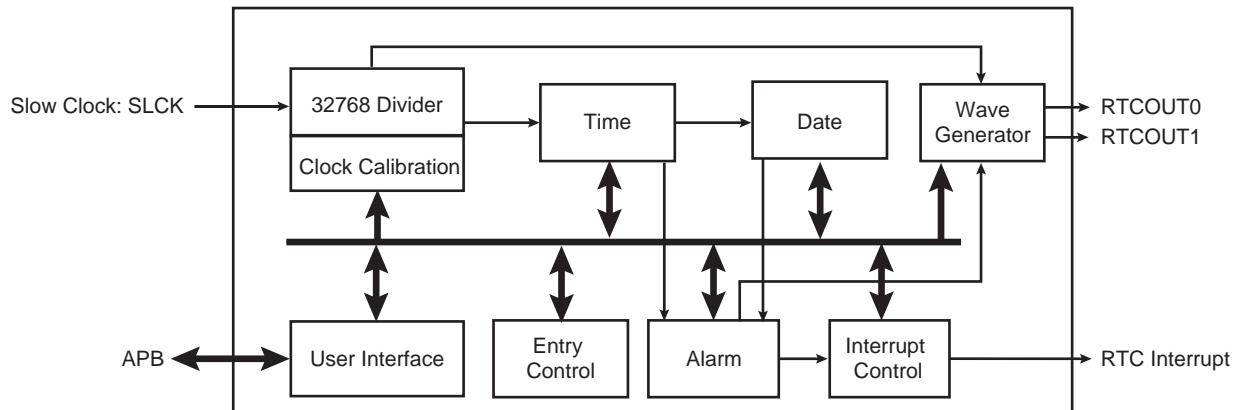 Slow Clock: SLCK
32768 Divider
Clock Calibration
Time
Date
Wave
Generator
RTCOUT0
RTCOUT1
APB
User Interface
Entry
Control
Alarm
Interrupt
Control
RTC Interrupt